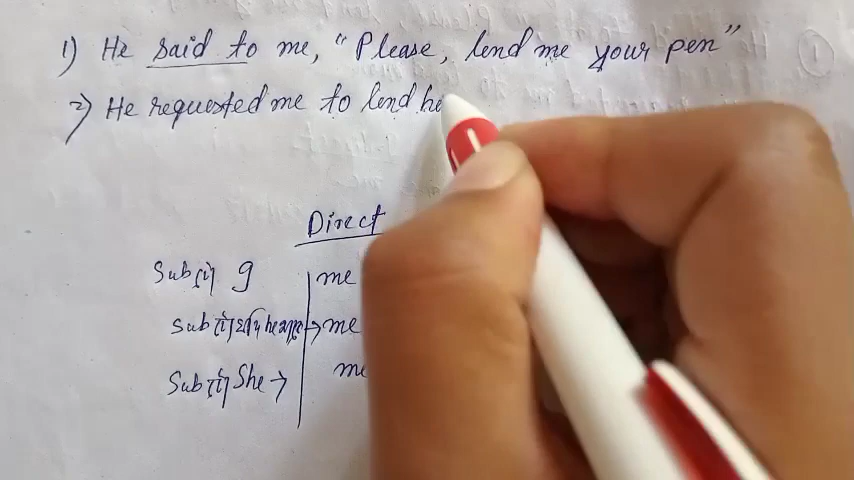 1) He said to me, "Please, lend me your pen"
2) He requested me to lend he
Direct
me
me
Sub She → me